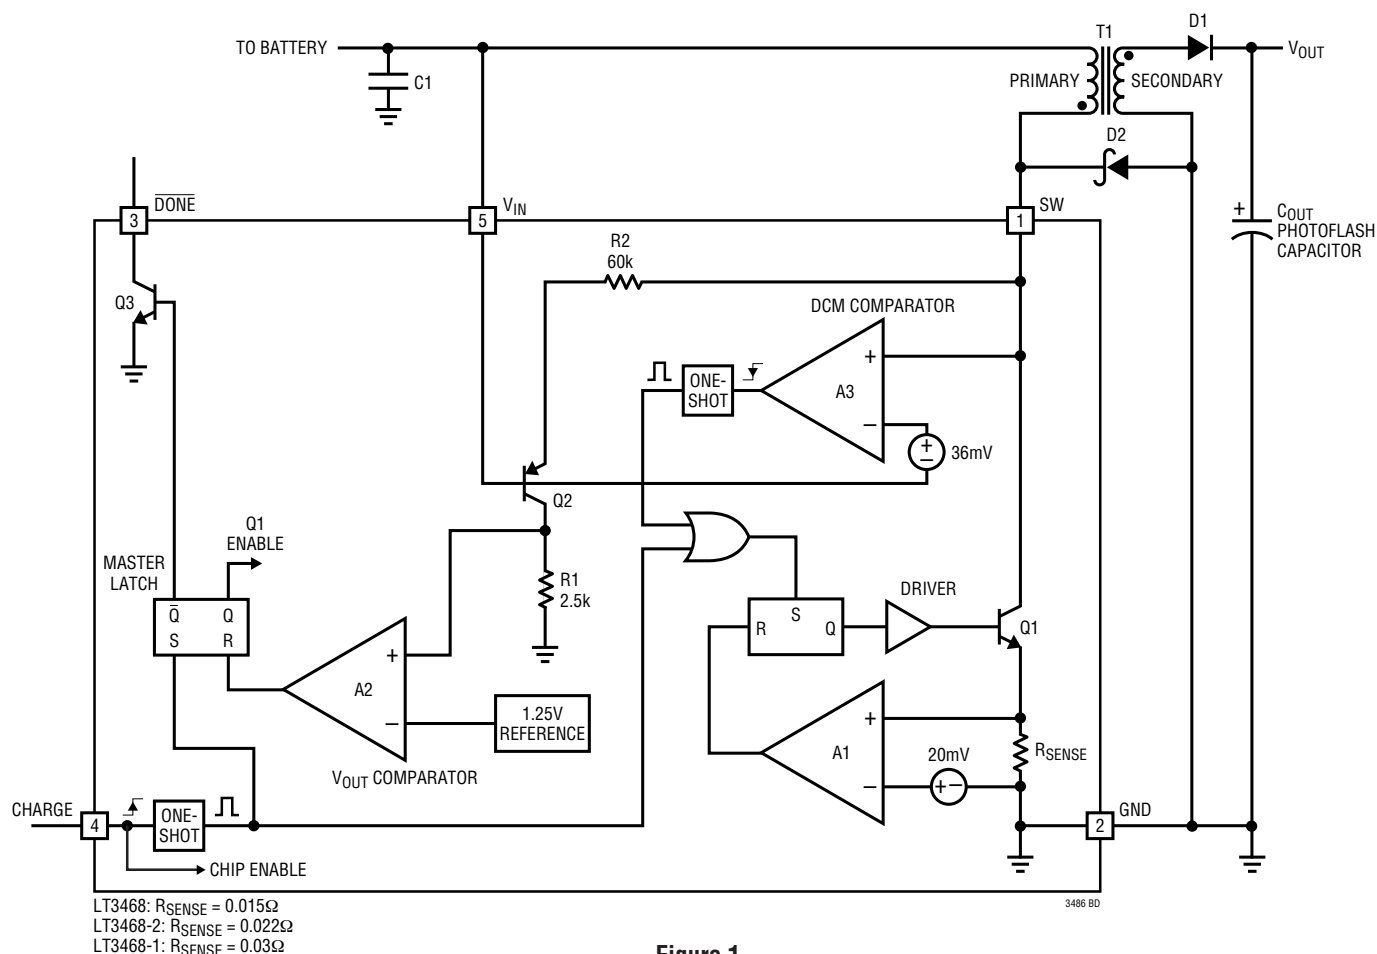 TO BATTERY
C1
T1
PRIMARY
SECONDARY
D1
VOUT
D2
+
COUT
PHOTOFLASH
CAPACITOR
3
DONE
5
VIN
1
SW
R2
60k
Q3
DCM COMPARATOR
ONE-
SHOT
+
A3
–
+
–
36mV
Q2
Q1
ENABLE
MASTER
LATCH
R1
2.5k
Q
Q
S
R
DRIVER
S
R
Q
Q1
+
A2
–
1.25V
REFERENCE
VOUT COMPARATOR
+
A1
–
20mV
+–
RSENSE
CHARGE
4
ONE-
SHOT
CHIP ENABLE
2
GND
LT3468: RSENSE = 0.015Ω
LT3468-2: RSENSE = 0.022Ω
LT3468-1: RSENSE = 0.03Ω
3486 BD
Figure 1